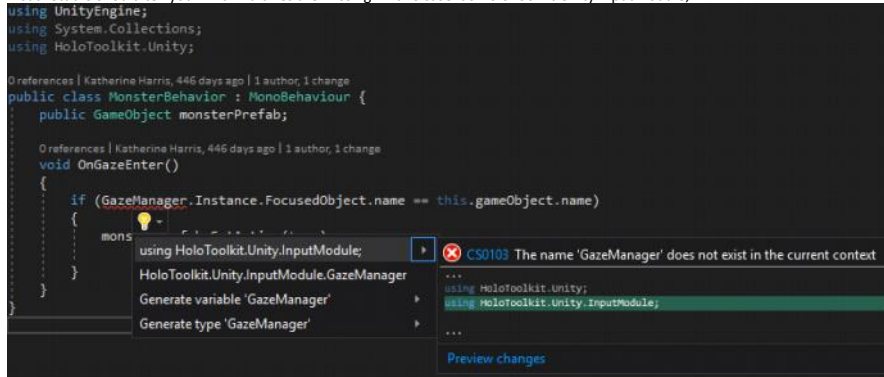 using UnityEngine;
using System.Collections;
using HoloToolkit.Unity;
0 references | Katherine Harris, 446 days ago | 1 author, 1 change
public class MonsterBehavior : MonoBehaviour {
public GameObject monsterPrefab;
0 references | Katherine Harris, 446 days ago | 1 author, 1 change
void OnGazeEnter()
{
if (GazeManager.Instance.FocusedObject.name == this.gameObject.name)
{
mons
}
}
}
using HoloToolkit.Unity.InputModule;
HoloToolkit.Unity.InputModule.GazeManager
Generate variable 'GazeManager'
Generate type 'GazeManager'
CS0103 The name 'GazeManager' does not exist in the current context
...
using HoloToolkit.Unity;
using HoloToolkit.Unity.InputModule;
...
Preview changes